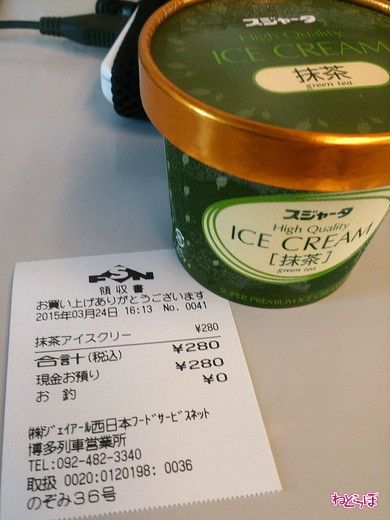 スジャータ
High Quality
ICE CREAM
抹茶
green tea
スジャータ
High Quality
ICE CREAM
[抹茶]
green tea
SUPER PREMIUM ICE CREAM
FSN
領収書
お買い上げありがとうございます
2015年03月24日 16:13 No. 0041
抹茶アイスクリー ¥280
合計(税込) ¥280
現金お預り ¥280
お 釣 ¥0
㈱ジェイアール西日本フードサービスネット
博多列車営業所
TEL:092-482-3340
取扱 0020:0120198: 0036
のぞみ36号
ねとらぼ